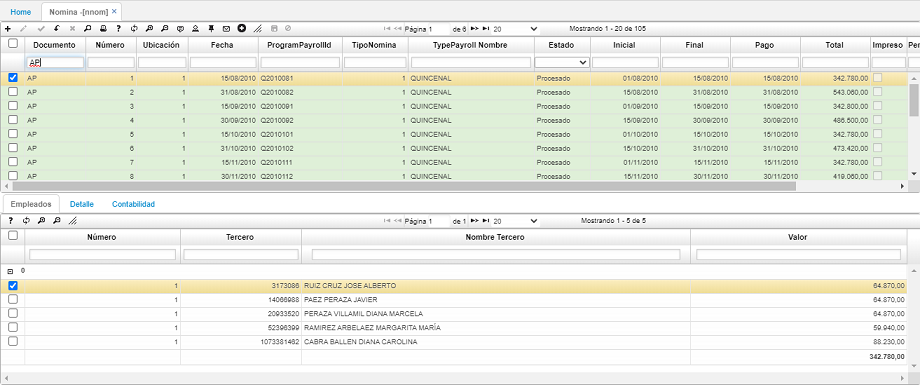 Home Nomina -[nnom] ×
Página 1 de 6 20 Mostrando 1 - 20 de 105
Documento Número Ubicación Fecha ProgramPayrollId TipoNomina TypePayroll Nombre Estado Inicial Final Pago Total Impreso Per
AP
AP 1 1 15/08/2010 Q2010081 1 QUINCENAL Procesado 01/08/2010 15/08/2010 15/08/2010 342.780,00
AP 2 1 31/08/2010 Q2010082 1 QUINCENAL Procesado 15/08/2010 31/08/2010 31/08/2010 543.060,00
AP 3 1 15/09/2010 Q2010091 1 QUINCENAL Procesado 01/09/2010 15/09/2010 15/09/2010 342.800,00
AP 4 1 30/09/2010 Q2010092 1 QUINCENAL Procesado 15/09/2010 30/09/2010 30/09/2010 486.500,00
AP 5 1 15/10/2010 Q2010101 1 QUINCENAL Procesado 01/10/2010 15/10/2010 15/10/2010 342.780,00
AP 6 1 31/10/2010 Q2010102 1 QUINCENAL Procesado 15/10/2010 31/10/2010 31/10/2010 473.420,00
AP 7 1 15/11/2010 Q2010111 1 QUINCENAL Procesado 01/11/2010 15/11/2010 15/11/2010 342.780,00
AP 8 1 30/11/2010 Q2010112 1 QUINCENAL Procesado 15/11/2010 30/11/2010 30/11/2010 419.060,00
Empleados Detalle Contabilidad
Página 1 de 1 20 Mostrando 1 - 5 de 5
Número Tercero Nombre Tercero Valor
0
1 3173086 RUIZ CRUZ JOSE ALBERTO 64.870,00
1 14066988 PAEZ PERAZA JAVIER 64.870,00
1 20933520 PERAZA VILLAMIL DIANA MARCELA 64.870,00
1 52396399 RAMIREZ ARBELAEZ MARGARITA MARÍA 59.940,00
1 1073381462 CABRA BALLEN DIANA CAROLINA 88.230,00
342.780,00